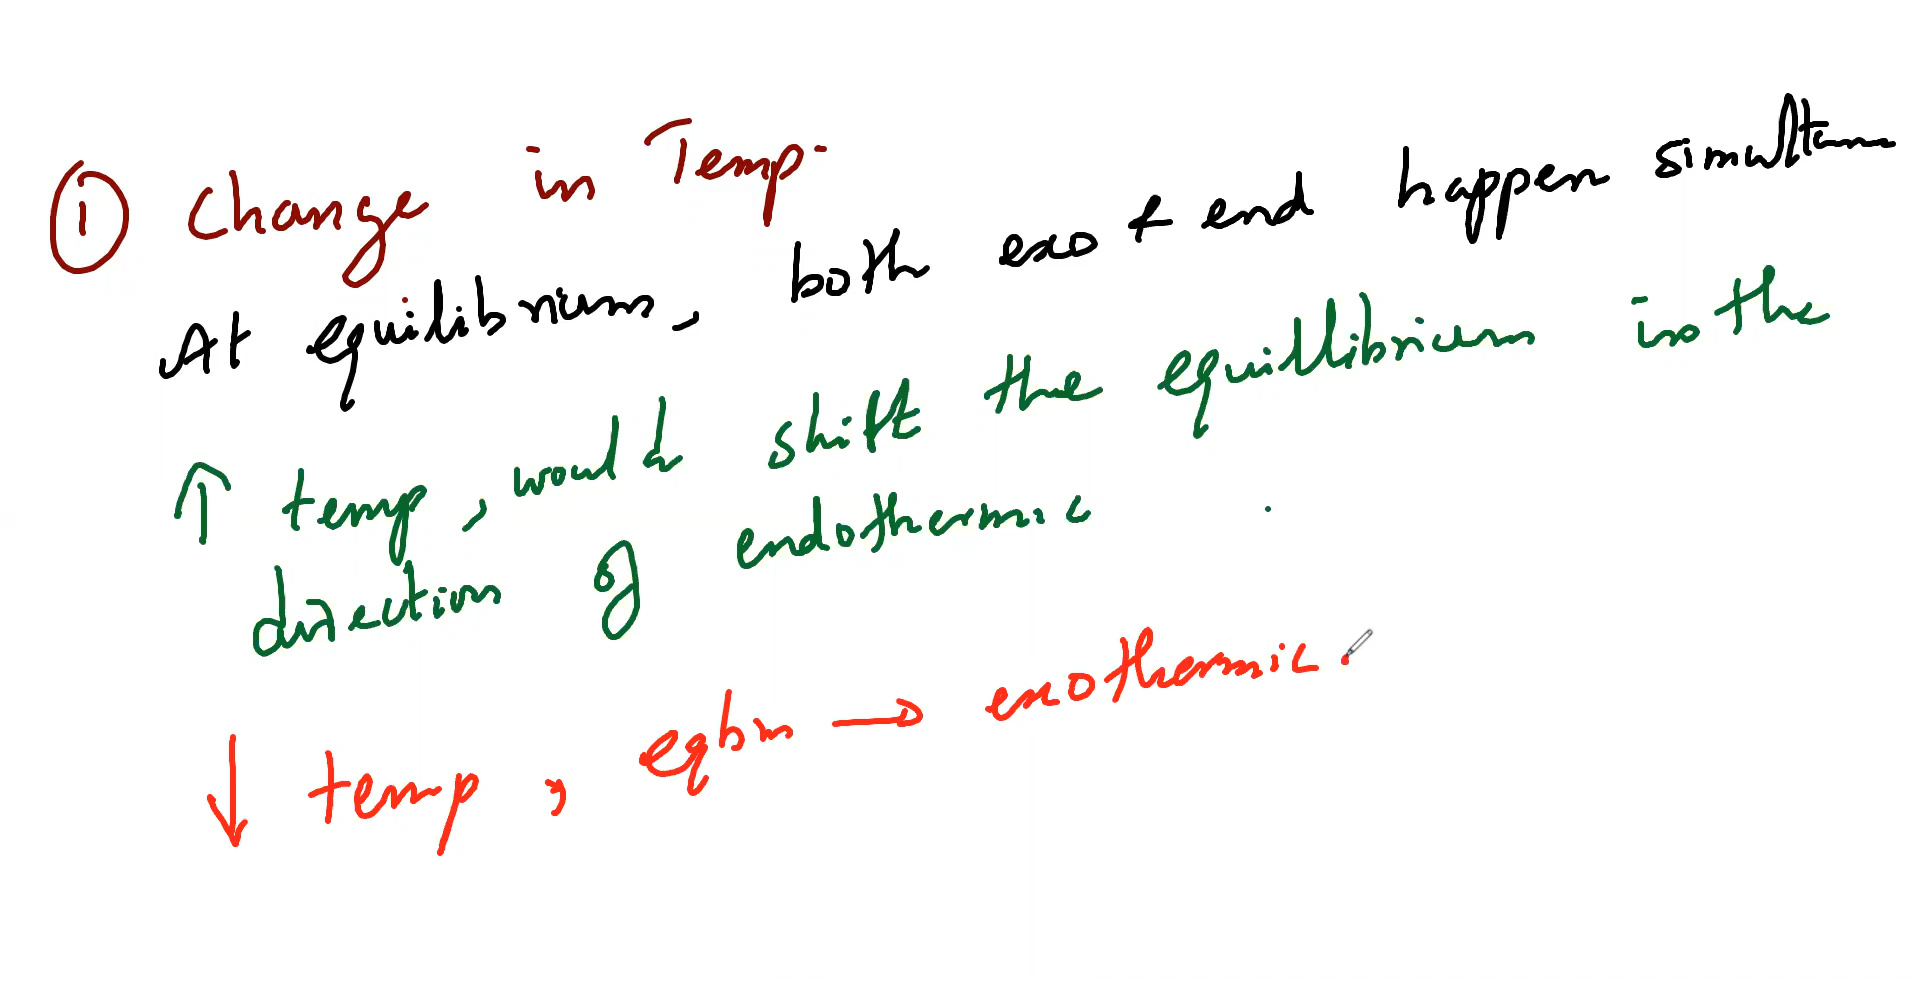 ① Change in Temp.
At equilibrium, both exo & end happen simultan
↑ temp, would shift the equillibrium in the
direction of endothermic
↓ temp, eqbm → exothermic.